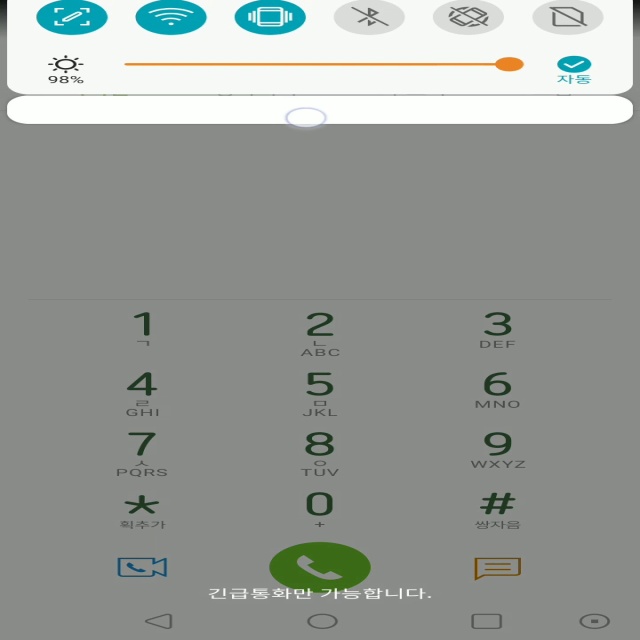 98%
자동
1 2 3
ㄱ ㄴ
ABC DEF
4 5 6
ㄹ ㅁ
GHI JKL MNO
7 8 9
ㅅ ㅇ
PQRS TUV WXYZ
* 0 #
획추가 + 쌍자음
긴급통화만 가능합니다.